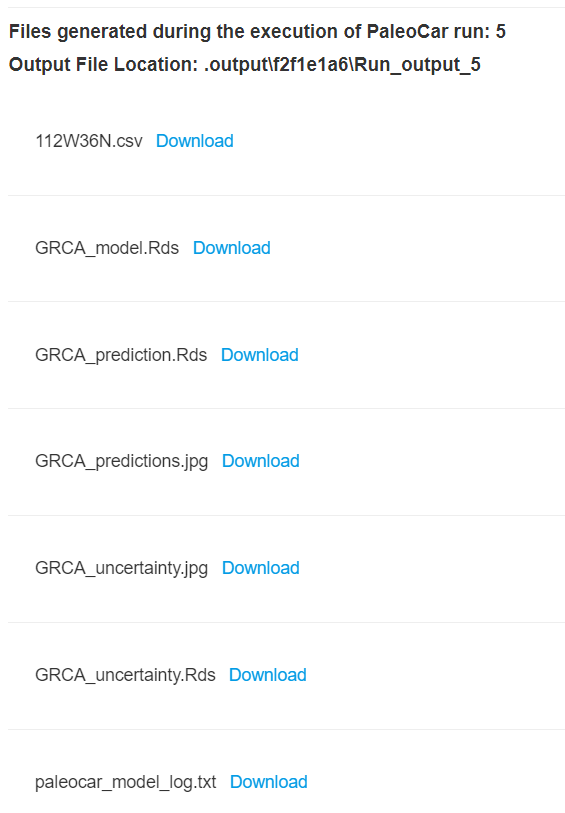 Files generated during the execution of PaleoCar run: 5
Output File Location: .output\f2f1e1a6\Run_output_5
112W36N.csv Download
GRCA_model.Rds Download
GRCA_prediction.Rds Download
GRCA_predictions.jpg Download
GRCA_uncertainty.jpg Download
GRCA_uncertainty.Rds Download
paleocar_model_log.txt Download